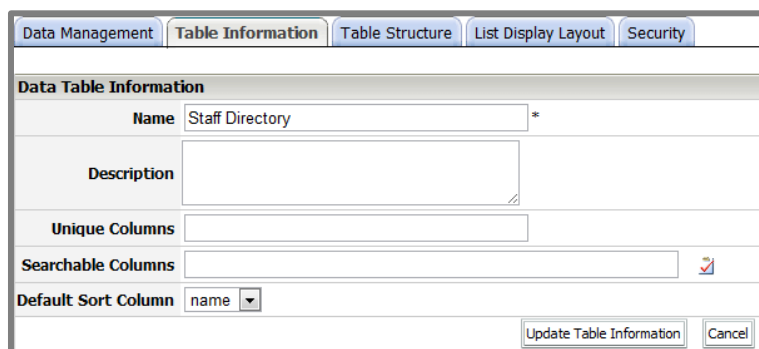 Data Management Table Information Table Structure List Display Layout Security
Data Table Information
Name Staff Directory *
Description
Unique Columns
Searchable Columns
Default Sort Column name
Update Table Information Cancel